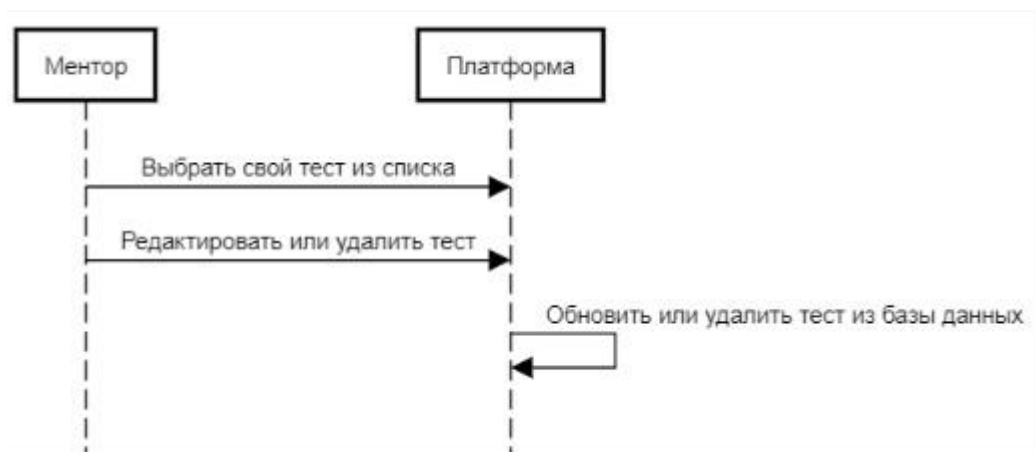 Ментор
Платформа
Выбрать свой тест из списка
Редактировать или удалить тест
Обновить или удалить тест из базы данных